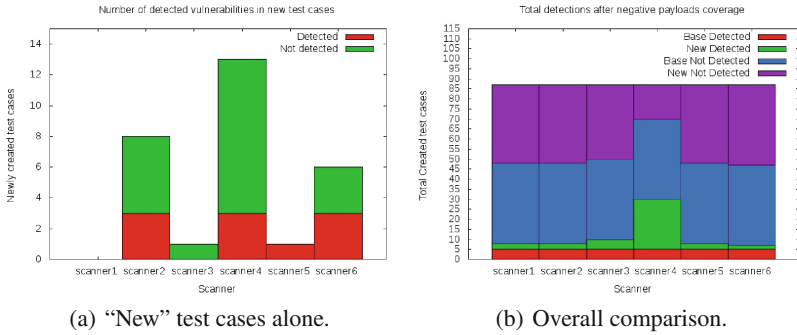 Number of detected vulnerabilities in new test cases
Detected
Not detected
14
12
10
8
6
4
2
0
Newly created test cases
scanner1 scanner2 scanner3 scanner4 scanner5 scanner6
Scanner
(a) “New” test cases alone.
Total detections after negative payloads coverage
Base Detected
New Detected
Base Not Detected
New Not Detected
115
110
105
100
95
90
85
80
75
70
65
60
55
50
45
40
35
30
25
20
15
10
5
0
Total Created test cases
scanner1 scanner2 scanner3 scanner4 scanner5 scanner6
Scanner
(b) Overall comparison.